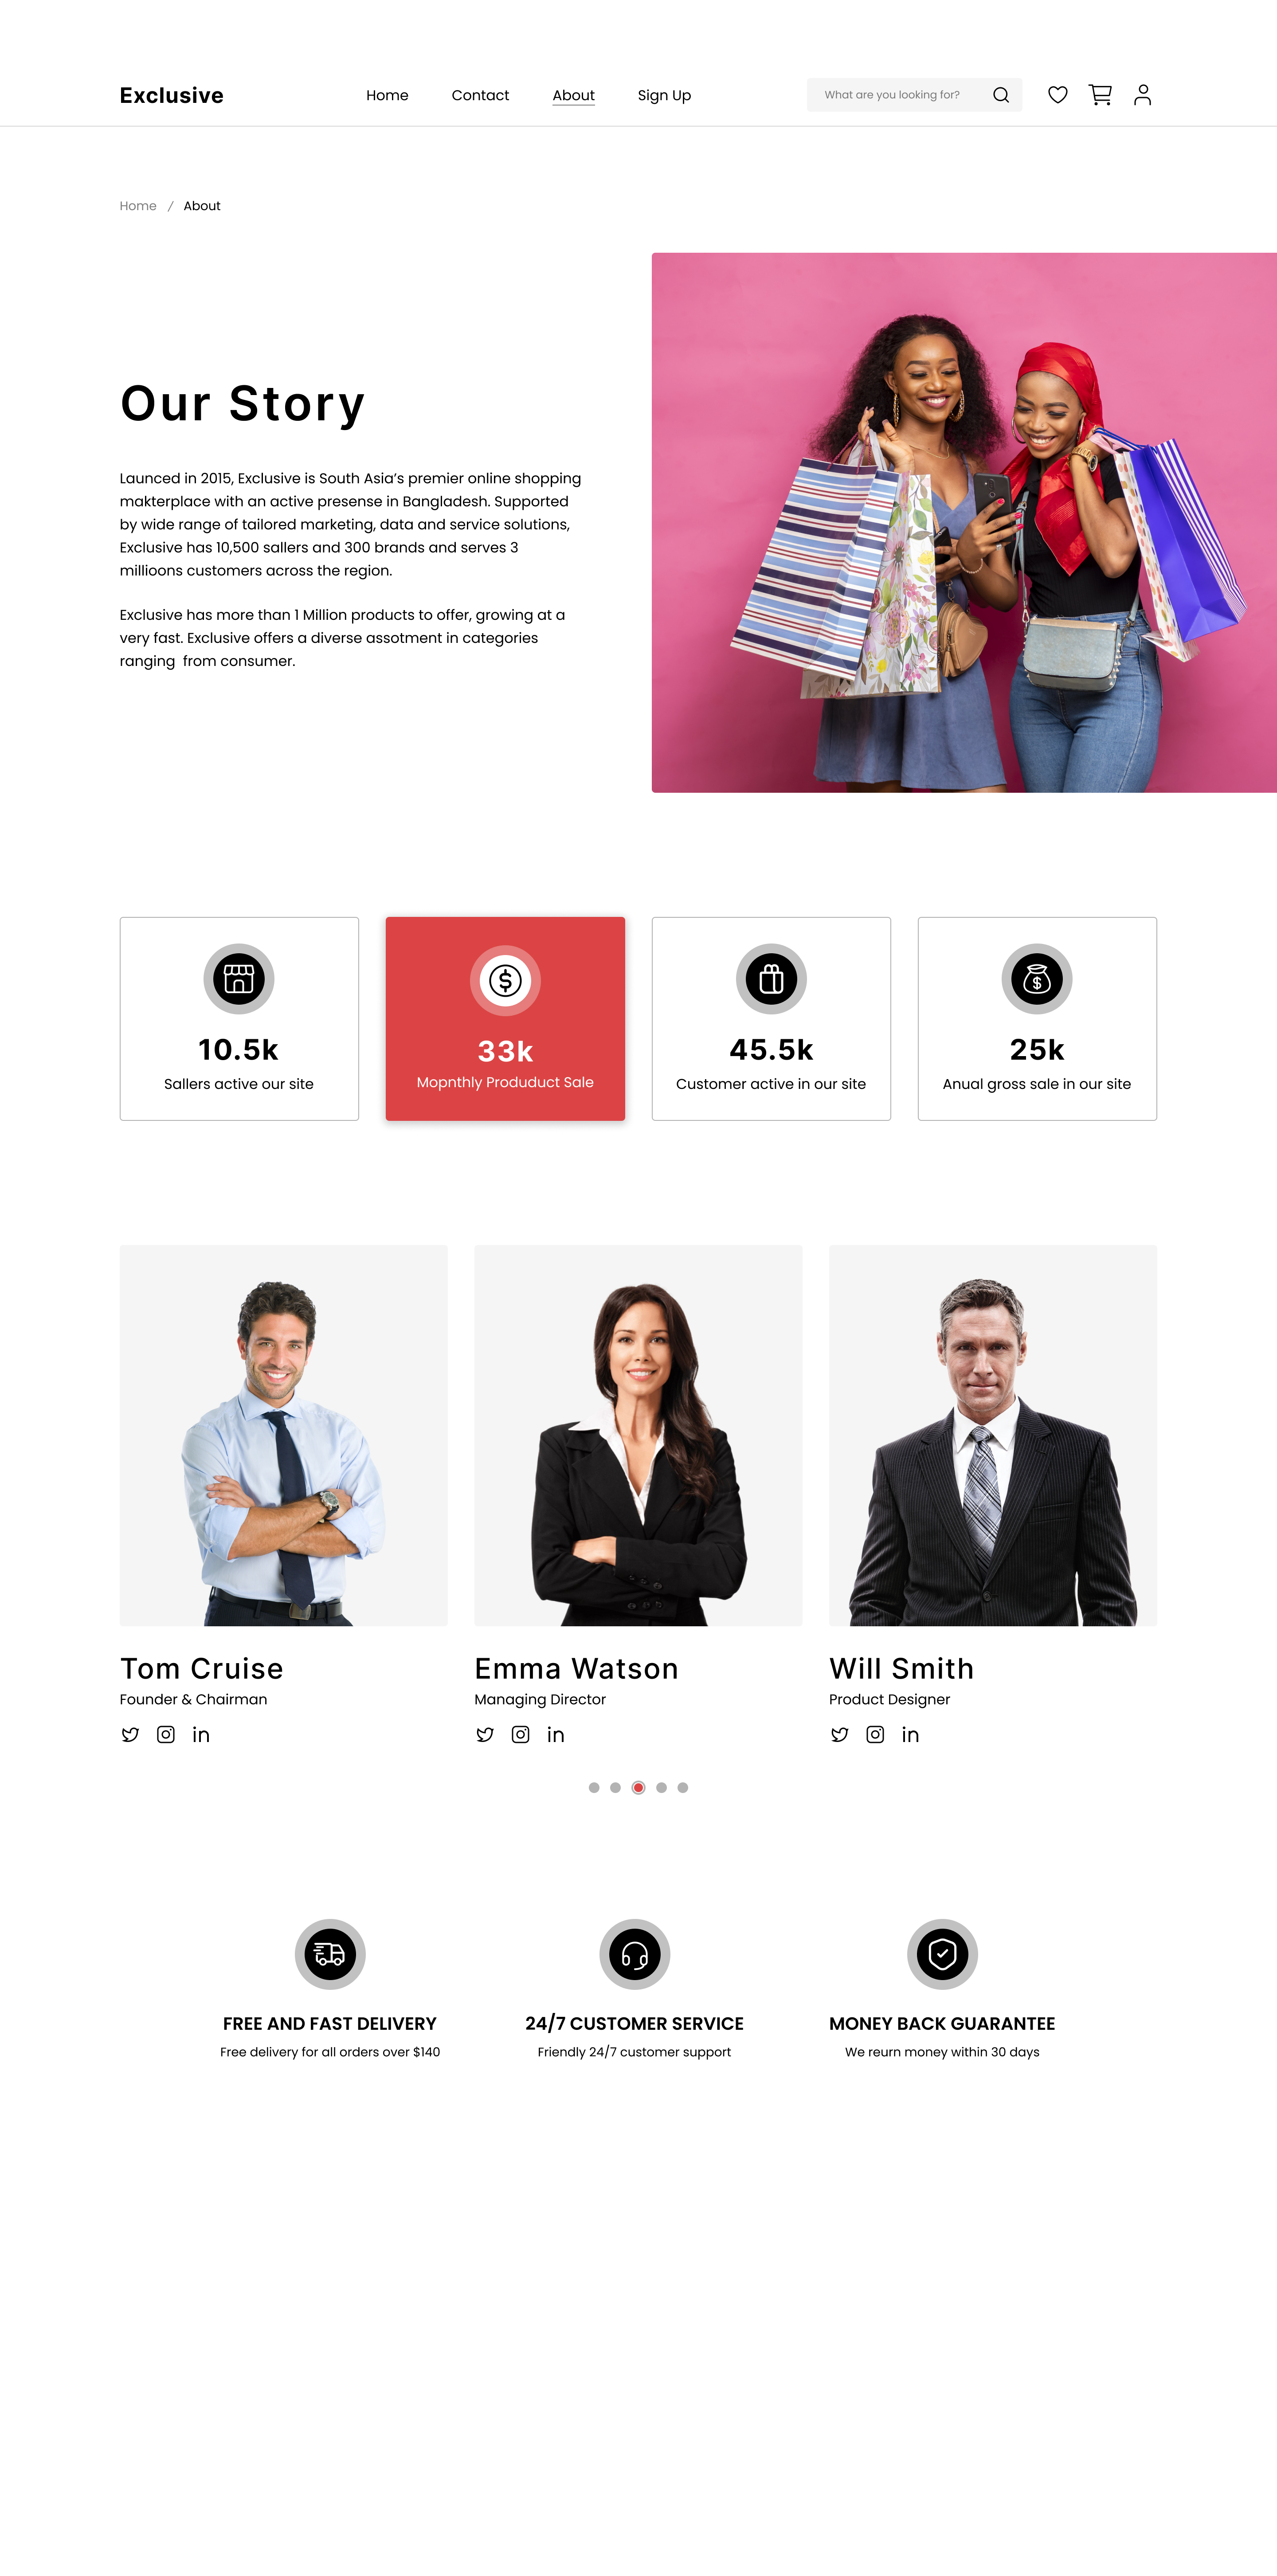 Exclusive
Home Contact About Sign Up
What are you looking for?
Home / About
Our Story
Launced in 2015, Exclusive is South Asia's premier online shopping
makterplace with an active presense in Bangladesh. Supported
by wide range of tailored marketing, data and service solutions,
Exclusive has 10,500 sallers and 300 brands and serves 3
millioons customers across the region.
Exclusive has more than 1 Million products to offer, growing at a
very fast. Exclusive offers a diverse assotment in categories
ranging  from consumer.
10.5k
Sallers active our site
33k
Mopnthly Produduct Sale
45.5k
Customer active in our site
25k
Anual gross sale in our site
Tom Cruise
Founder & Chairman
Emma Watson
Managing Director
Will Smith
Product Designer
FREE AND FAST DELIVERY
Free delivery for all orders over $140
24/7 CUSTOMER SERVICE
Friendly 24/7 customer support
MONEY BACK GUARANTEE
We reurn money within 30 days